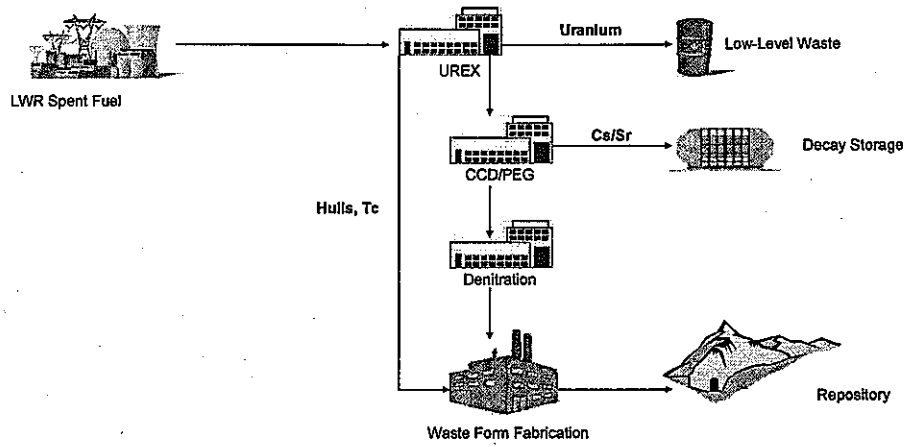 Uranium
Low-Level Waste
UREX
LWR Spent Fuel
Cs/Sr
Decay Storage
CCD/PEG
Hulls, Tc
Denitration
Repository
Waste Form Fabrication